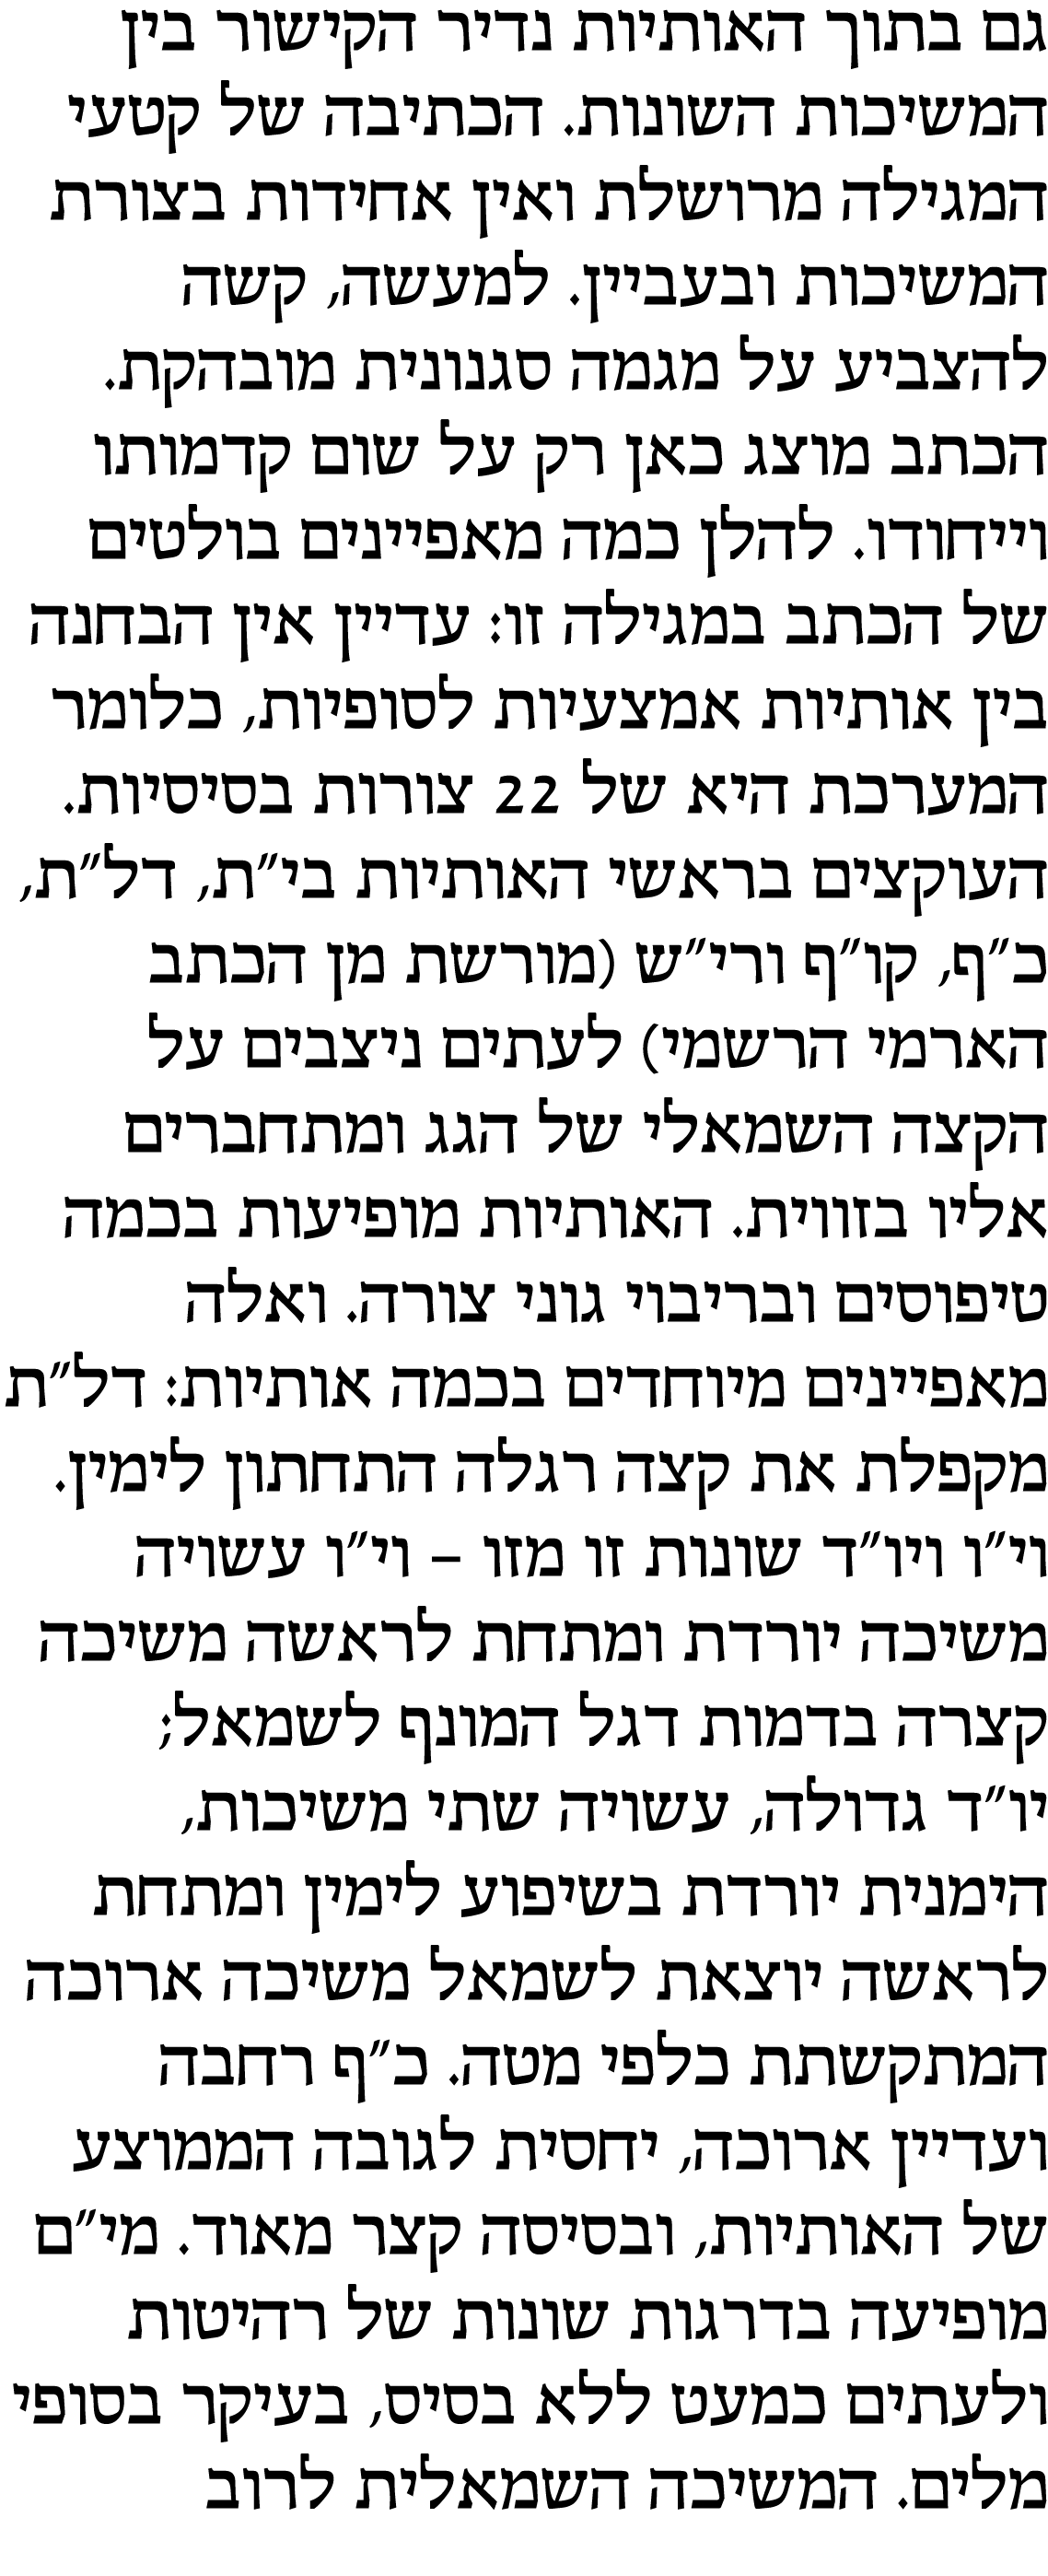 גם בתוך האותיות נדיר הקישור בין
המשיכות השונות. הכתיבה של קטעי
המגילה מרושלת ואין אחידות בצורת
המשיכות ובעביין. למעשה, קשה
להצביע על מגמה סגנונית מובהקת.
הכתב מוצג כאן רק על שום קדמותו
וייחודו. להלן כמה מאפיינים בולטים
של הכתב במגילה זו: עדיין אין הבחנה
בין אותיות אמצעיות לסופיות, כלומר
המערכת היא של 22 צורות בסיסיות.
העוקצים בראשי האותיות בי״ת, דל״ת,
כ״ף, קו״ף ורי״ש (מורשת מן הכתב
הארמי הרשמי) לעתים ניצבים על
הקצה השמאלי של הגג ומתחברים
אליו בזווית. האותיות מופיעות בכמה
טיפוסים ובריבוי גוני צורה. ואלה
מאפיינים מיוחדים בכמה אותיות: דל״ת
מקפלת את קצה רגלה התחתון לימין.
וי״ו ויו״ד שונות זו מזו – וי״ו עשויה
משיכה יורדת ומתחת לראשה משיכה
קצרה בדמות דגל המונף לשמאל;
יו״ד גדולה, עשויה שתי משיכות,
הימנית יורדת בשיפוע לימין ומתחת
לראשה יוצאת לשמאל משיכה ארוכה
המתקשתת כלפי מטה. כ״ף רחבה
ועדיין ארוכה, יחסית לגובה הממוצע
של האותיות, ובסיסה קצר מאוד. מי״ם
מופיעה בדרגות שונות של רהיטות
ולעתים כמעט ללא בסיס, בעיקר בסופי
מלים. המשיכה השמאלית לרוב